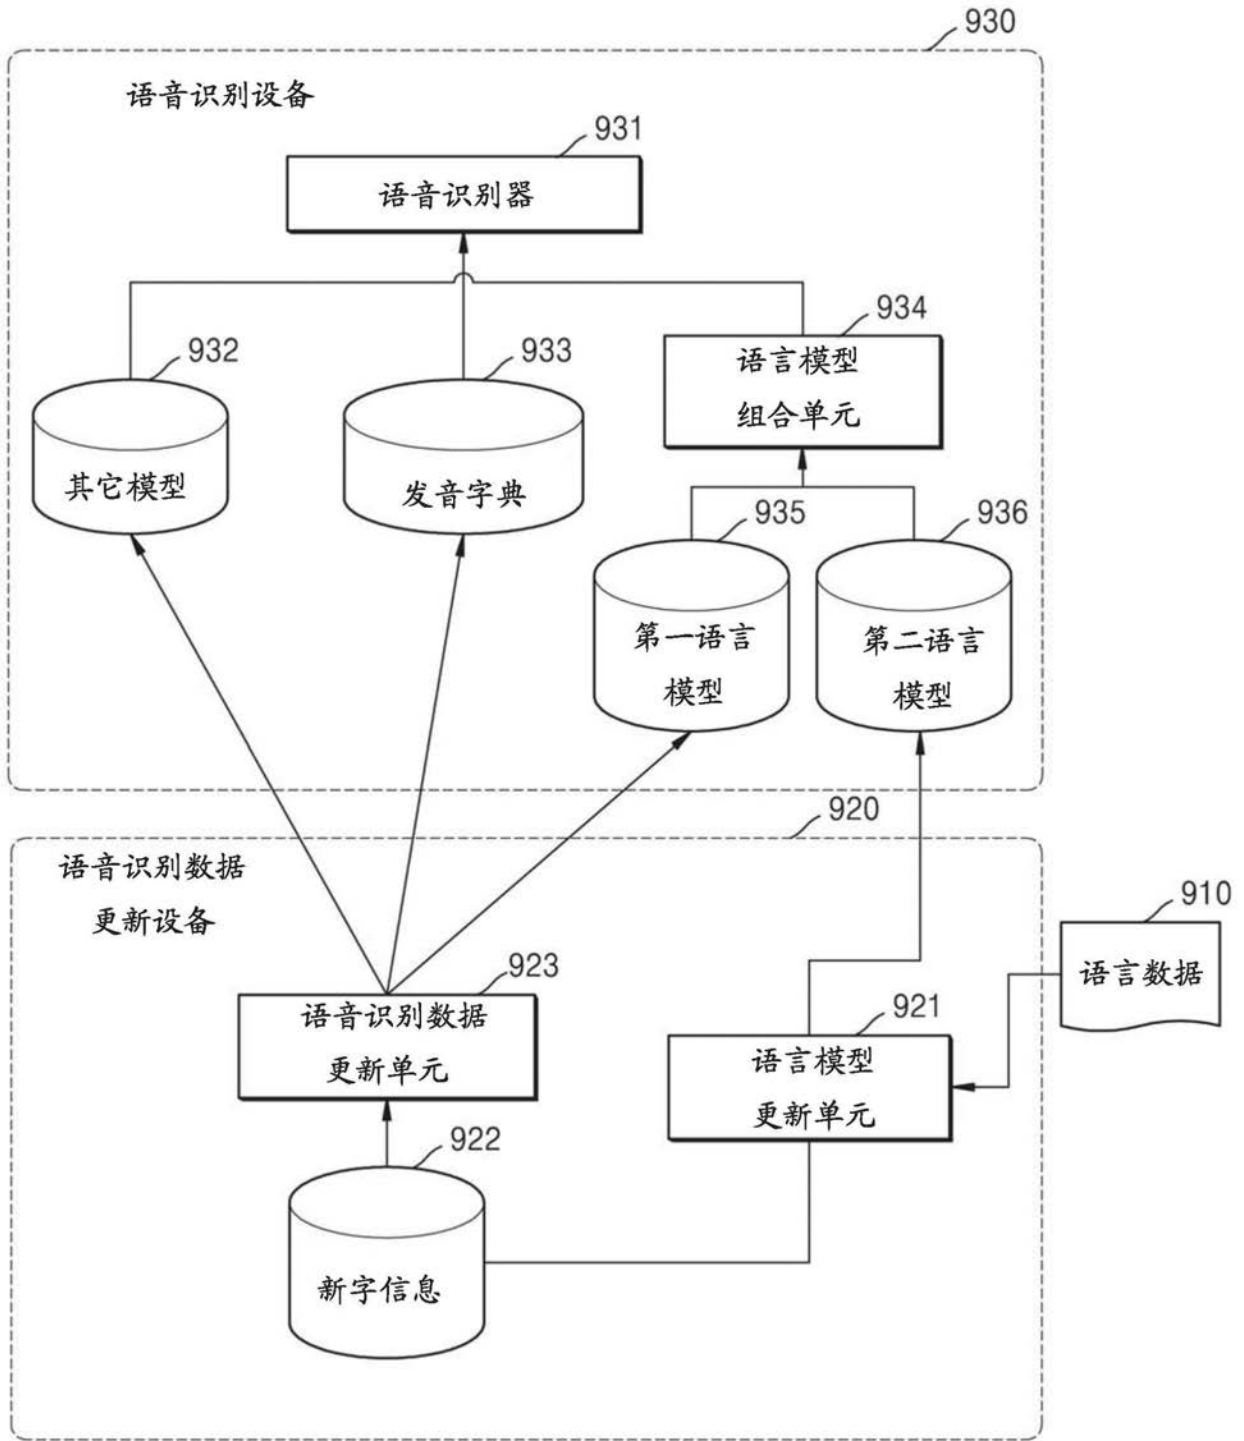 930
语音识别设备
931
语音识别器
932
933
934
语言模型
组合单元
其它模型
发音字典
935
936
第一语言
模型
第二语言
模型
920
语音识别数据
更新设备
910
语言数据
923
语音识别数据
更新单元
921
语言模型
更新单元
922
新字信息